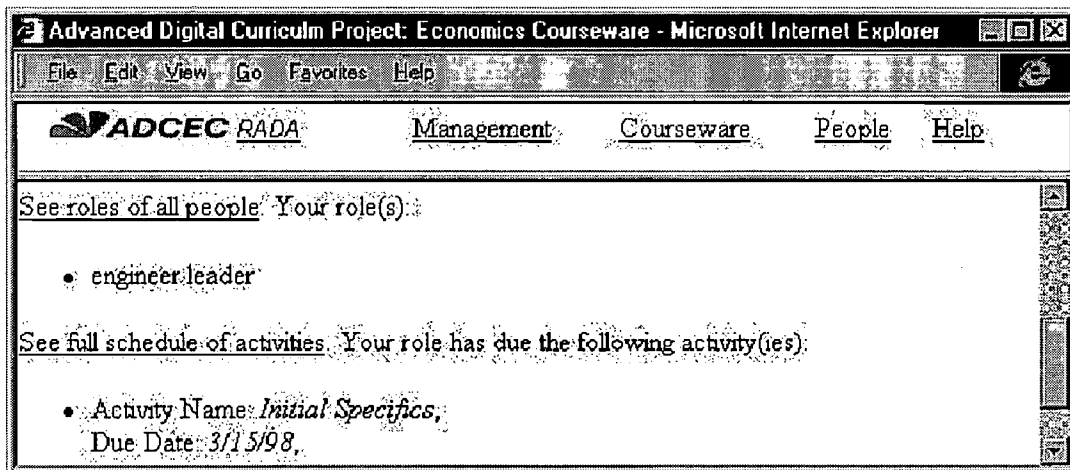 Advanced Digital Curriculm Project: Economics Courseware - Microsoft Internet Explorer
File Edit View Go Favorites Help
ADCEC RADA Management Courseware People Help
See roles of all people. Your role(s):
• engineer leader
See full schedule of activities. Your role has due the following activity(ies):
• Activity Name: Initial Specifics,
Due Date: 3/15/98,